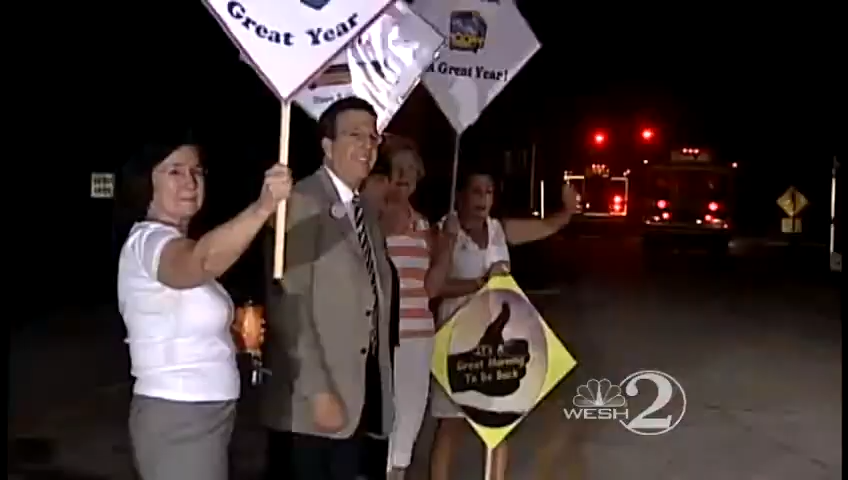 Great Year
A Great Year!
It's A
Great Morning
To Be Back
WESH 2